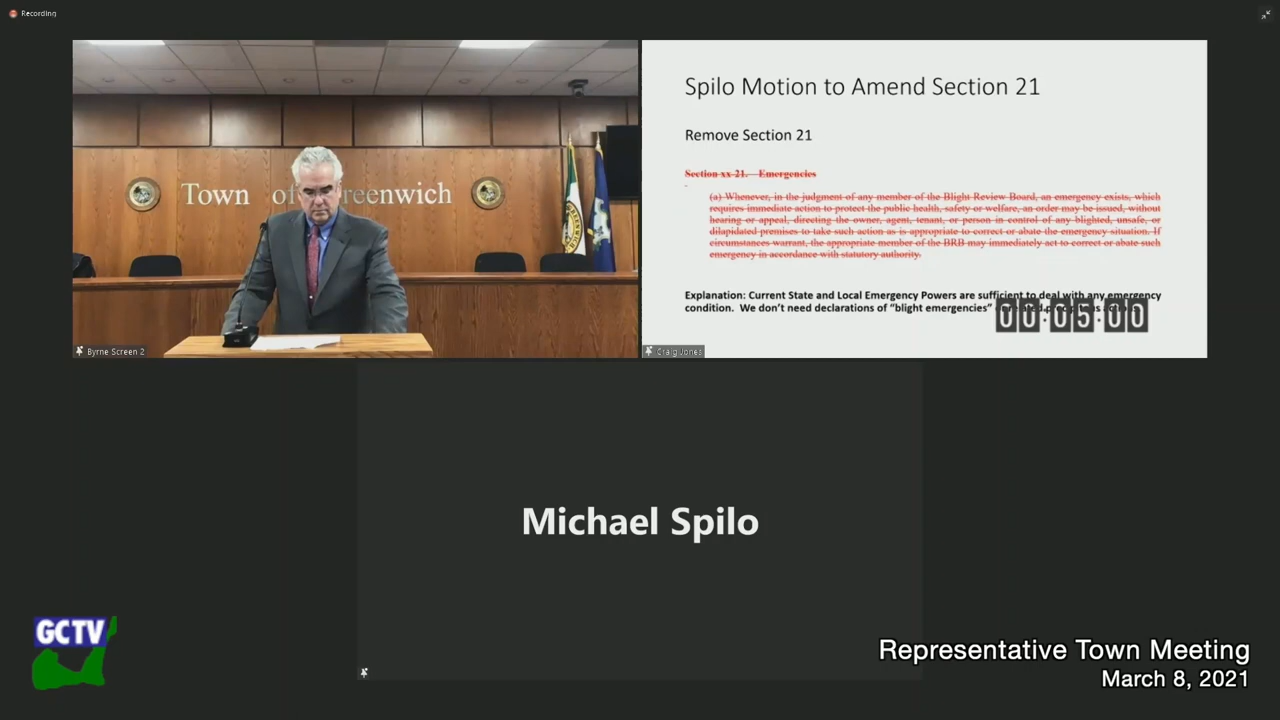 Recording
Town of Greenwich
Byrne Screen 2
Spilo Motion to Amend Section 21
Remove Section 21
Section xx-21. Emergencies
(a) Whenever, in the judgment of any member of the Blight Review Board, an emergency exists, which
requires immediate action to protect the public health, safety or welfare, an order may be issued, without
hearing or appeal, directing the owner, agent, tenant, or person in control of any blighted, unsafe, or
dilapidated premises to take such action as is appropriate to correct or abate the emergency situation. If
circumstances warrant, the appropriate member of the BRB may immediately act to correct or abate such
emergency in accordance with statutory authority.
Explanation: Current State and Local Emergency Powers are sufficient to deal with any emergency
condition. We don't need declarations of "blight emergencies"
00:05:00
Craig Jones
Michael Spilo
GCTV
Representative Town Meeting
March 8, 2021